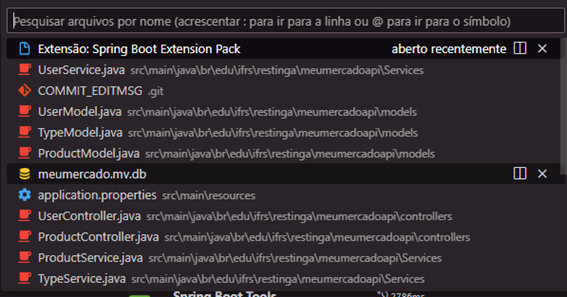 Pesquisar arquivos por nome (acrescentar : para ir para a linha ou @ para ir para o símbolo)
Extensão: Spring Boot Extension Pack aberto recentemente
UserService.java src\main\java\br\edu\ifrs\restinga\meumercadoapi\Services
COMMIT_EDITMSG .git
UserModel.java src\main\java\br\edu\ifrs\restinga\meumercadoapi\models
TypeModel.java src\main\java\br\edu\ifrs\restinga\meumercadoapi\models
ProductModel.java src\main\java\br\edu\ifrs\restinga\meumercadoapi\models
meumercado.mv.db
application.properties src\main\resources
UserController.java src\main\java\br\edu\ifrs\restinga\meumercadoapi\controllers
ProductController.java src\main\java\br\edu\ifrs\restinga\meumercadoapi\controllers
ProductService.java src\main\java\br\edu\ifrs\restinga\meumercadoapi\Services
TypeService.java src\main\java\br\edu\ifrs\restinga\meumercadoapi\Services
Spring Boot Tools 2786ms